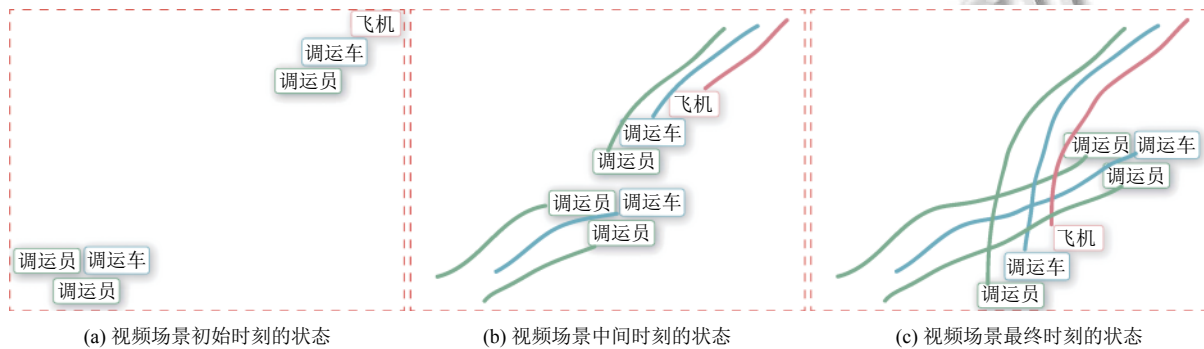 飞机
调运车
调运员
调运员 调运车
调运员
(a) 视频场景初始时刻的状态
飞机
调运车
调运员
调运员 调运车
调运员
(b) 视频场景中间时刻的状态
调运员 调运车
调运员
飞机
调运车
调运员
(c) 视频场景最终时刻的状态